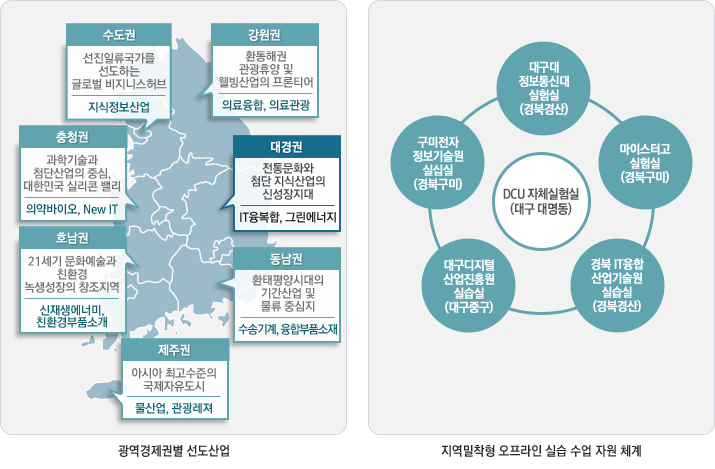 수도권
선진일류국가를
선도하는
글로벌 비지니스허브
지식정보산업
강원권
환동해권
관광휴양 및
웰빙산업의 프론티어
의료융합, 의료관광
충청권
과학기술과
첨단산업의 중심,
대한민국 실리콘 밸리
의약바이오, New IT
대경권
전통문화와
첨단 지식산업의
신성장지대
IT융복합, 그린에너지
호남권
21세기 문화예술과
친환경
녹생성장의 창조지역
신재생에너미,
친환경부품소개
동남권
환태평양시대의
기간산업 및
물류 중심지
수송기계, 융합부품소재
제주권
아시아 최고수준의
국제자유도시
물산업, 관광레져
광역경제권별 선도산업
대구대
정보통신대
실험실
(경북경산)
구미전자
정보기술원
실십실
(경북구미)
마이스터고
실험실
(경북구미)
DCU 자체실험실
(대구 대명동)
대구디지털
산업진흥원
실습실
(대구중구)
경북 IT융합
산업기술원
실습실
(경북경산)
지역밀착형 오프라인 실습 수업 자원 체계